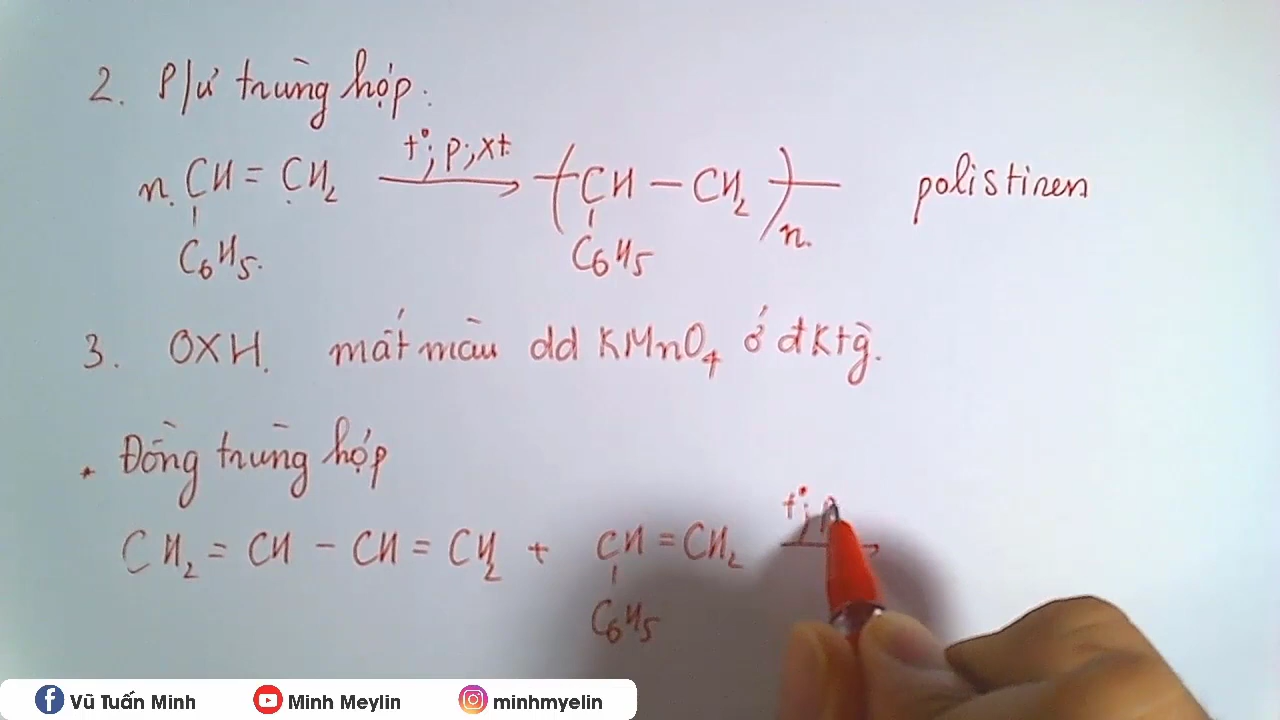 2. P/ư trùng hợp:
t°; p; xt
n. CH = CH₂ → (CH – CH₂)n. polistiren
C₆H₅. C₆H₅
3. OXH. mất màu dd KMnO₄ ở đktg.
* Đồng trùng hợp
t°; p
CH₂ = CH – CH = CH₂ + CH = CH₂ →
C₆H₅
Vũ Tuấn Minh Minh Meylin minhmyelin